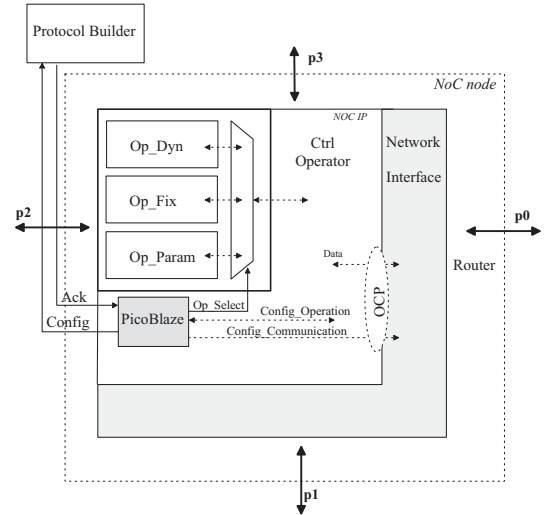 Protocol Builder
p3
NoC node
NOC IP
Op_Dyn
Ctrl
Operator
Network
Interface
Op_Fix
p2
p0
Op_Param
Data
Router
Ack
Op_Select
OCP
Config
PicoBlaze
Config_Operation
Config_Communication
p1